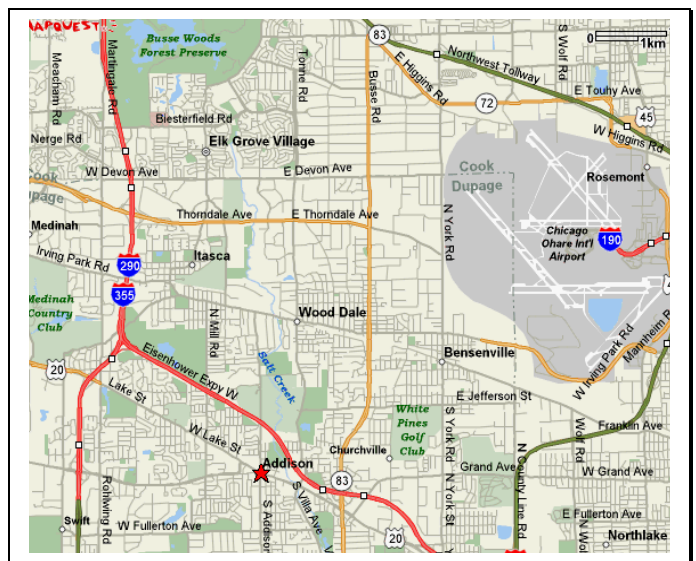 MAPQUEST
Busse Woods
Forest Preserve
83
Northwest Tollway
S Wolf Rd
0
1km
Meacham Rd
Martingale Rd
Tonne Rd
Busse Rd
E Higgins Rd
E Touhy Ave
72
45
Biesterfield Rd
Nerge Rd
Elk Grove Village
W Higgins Rd
W Devon Ave
E Devon Ave
Cook
Dupage
Cook
Dupage
Rosemont
Medinah
Thorndale Ave
E Thorndale Ave
N York Rd
Chicago
Ohare Int'l
Airport
190
Irving Park Rd
Itasca
290
355
Medinah
Country
Club
N Mill Rd
Wood Dale
Salt Creek
Bensenville
W Irving Park Rd
Mannheim R
20
Eisenhower Expy W
Lake St
W Lake St
White
Pines
Golf
Club
E Jefferson St
S York Rd
Franklin Ave
Churchville
Wolf Rd
Grand Ave
W Grand Ave
Addison
83
N York St
N County Line Rd
Rohlwing Rd
S Villa Ave
S Addison
Swift
W Fullerton Ave
E Fullerton Ave
20
N Wol
Northlake